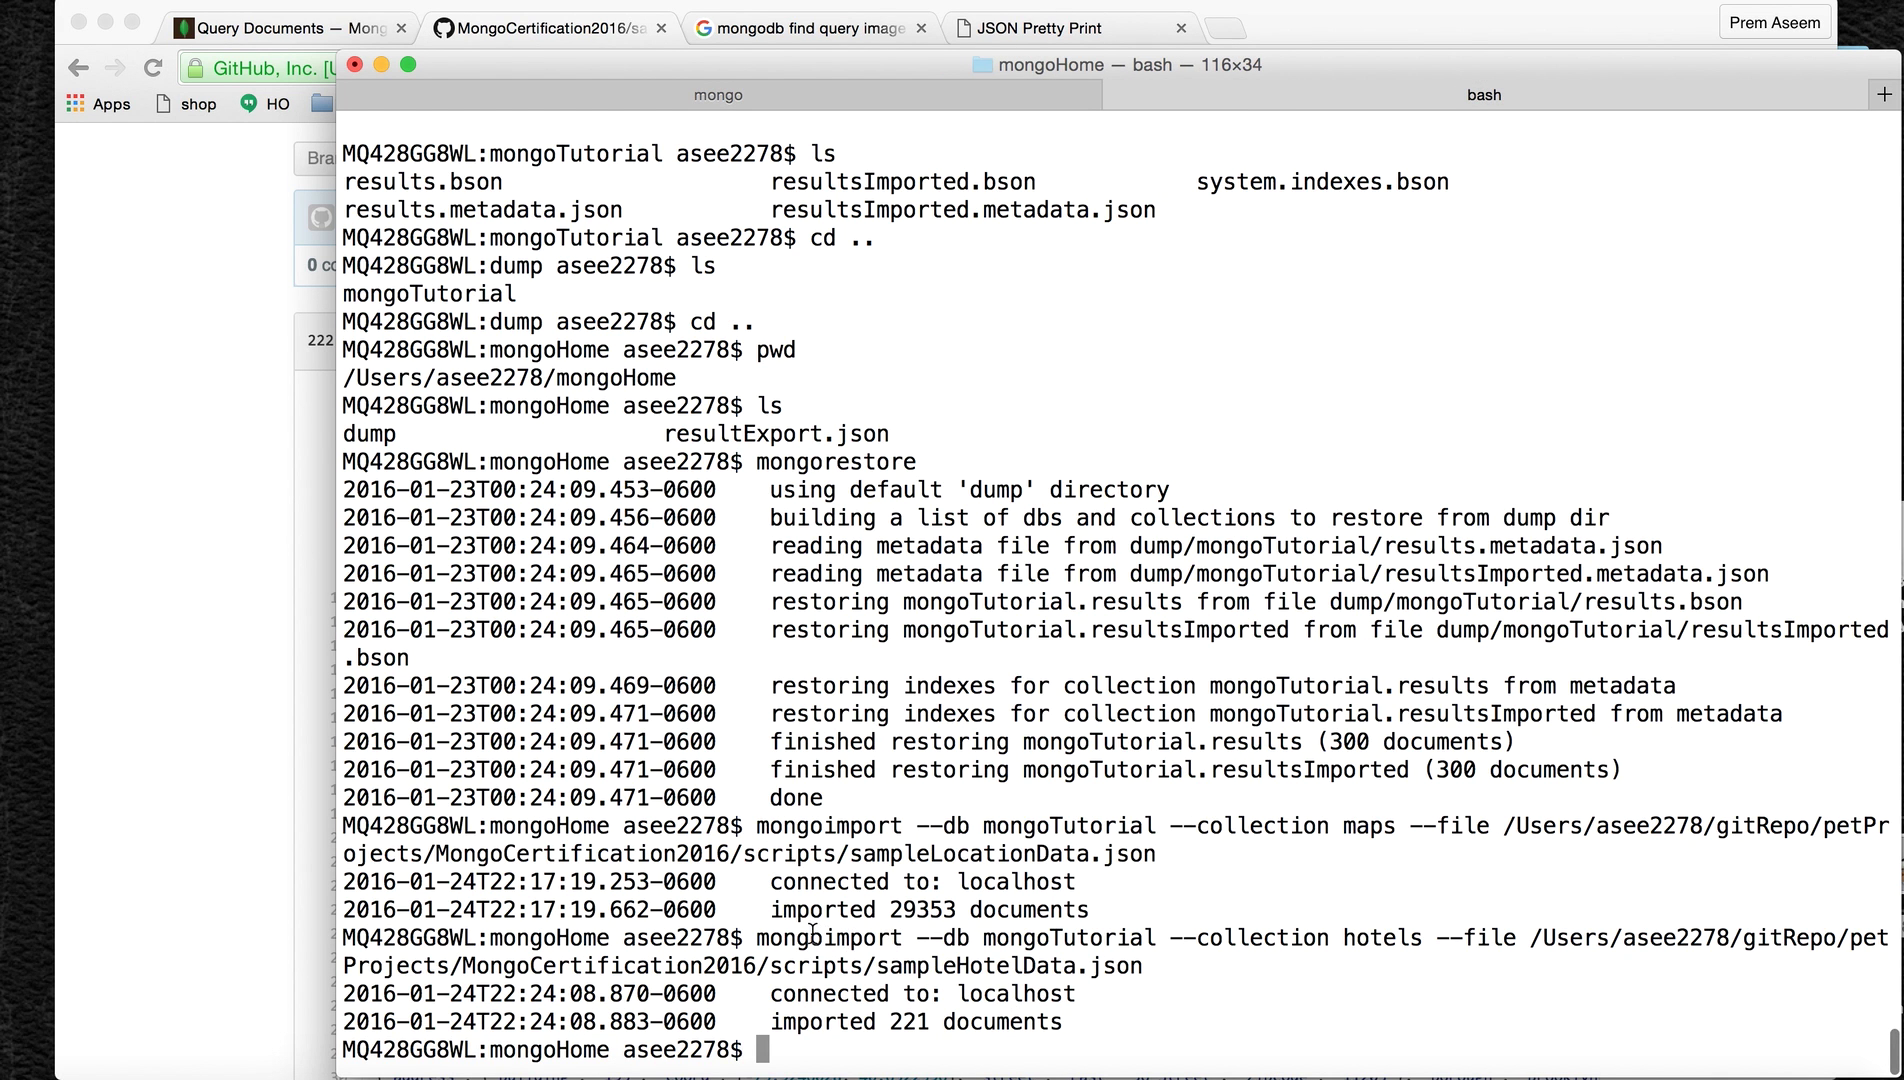 Query Documents — Mong
MongoCertification2016/sa
mongodb find query image
JSON Pretty Print
Prem Aseem
GitHub, Inc. [U
mongoHome — bash — 116×34
Apps
shop
HO
mongo
bash
+
Bra
0 co
222
MQ428GG8WL:mongoTutorial asee2278$ ls
results.bson resultsImported.bson system.indexes.bson
results.metadata.json resultsImported.metadata.json
MQ428GG8WL:mongoTutorial asee2278$ cd ..
MQ428GG8WL:dump asee2278$ ls
mongoTutorial
MQ428GG8WL:dump asee2278$ cd ..
MQ428GG8WL:mongoHome asee2278$ pwd
/Users/asee2278/mongoHome
MQ428GG8WL:mongoHome asee2278$ ls
dump resultExport.json
MQ428GG8WL:mongoHome asee2278$ mongorestore
2016-01-23T00:24:09.453-0600 using default 'dump' directory
2016-01-23T00:24:09.456-0600 building a list of dbs and collections to restore from dump dir
2016-01-23T00:24:09.464-0600 reading metadata file from dump/mongoTutorial/results.metadata.json
2016-01-23T00:24:09.465-0600 reading metadata file from dump/mongoTutorial/resultsImported.metadata.json
2016-01-23T00:24:09.465-0600 restoring mongoTutorial.results from file dump/mongoTutorial/results.bson
2016-01-23T00:24:09.465-0600 restoring mongoTutorial.resultsImported from file dump/mongoTutorial/resultsImported
.bson
2016-01-23T00:24:09.469-0600 restoring indexes for collection mongoTutorial.results from metadata
2016-01-23T00:24:09.471-0600 restoring indexes for collection mongoTutorial.resultsImported from metadata
2016-01-23T00:24:09.471-0600 finished restoring mongoTutorial.results (300 documents)
2016-01-23T00:24:09.471-0600 finished restoring mongoTutorial.resultsImported (300 documents)
2016-01-23T00:24:09.471-0600 done
MQ428GG8WL:mongoHome asee2278$ mongoimport --db mongoTutorial --collection maps --file /Users/asee2278/gitRepo/petPr
ojects/MongoCertification2016/scripts/sampleLocationData.json
2016-01-24T22:17:19.253-0600 connected to: localhost
2016-01-24T22:17:19.662-0600 imported 29353 documents
MQ428GG8WL:mongoHome asee2278$ mongoimport --db mongoTutorial --collection hotels --file /Users/asee2278/gitRepo/pet
Projects/MongoCertification2016/scripts/sampleHotelData.json
2016-01-24T22:24:08.870-0600 connected to: localhost
2016-01-24T22:24:08.883-0600 imported 221 documents
MQ428GG8WL:mongoHome asee2278$